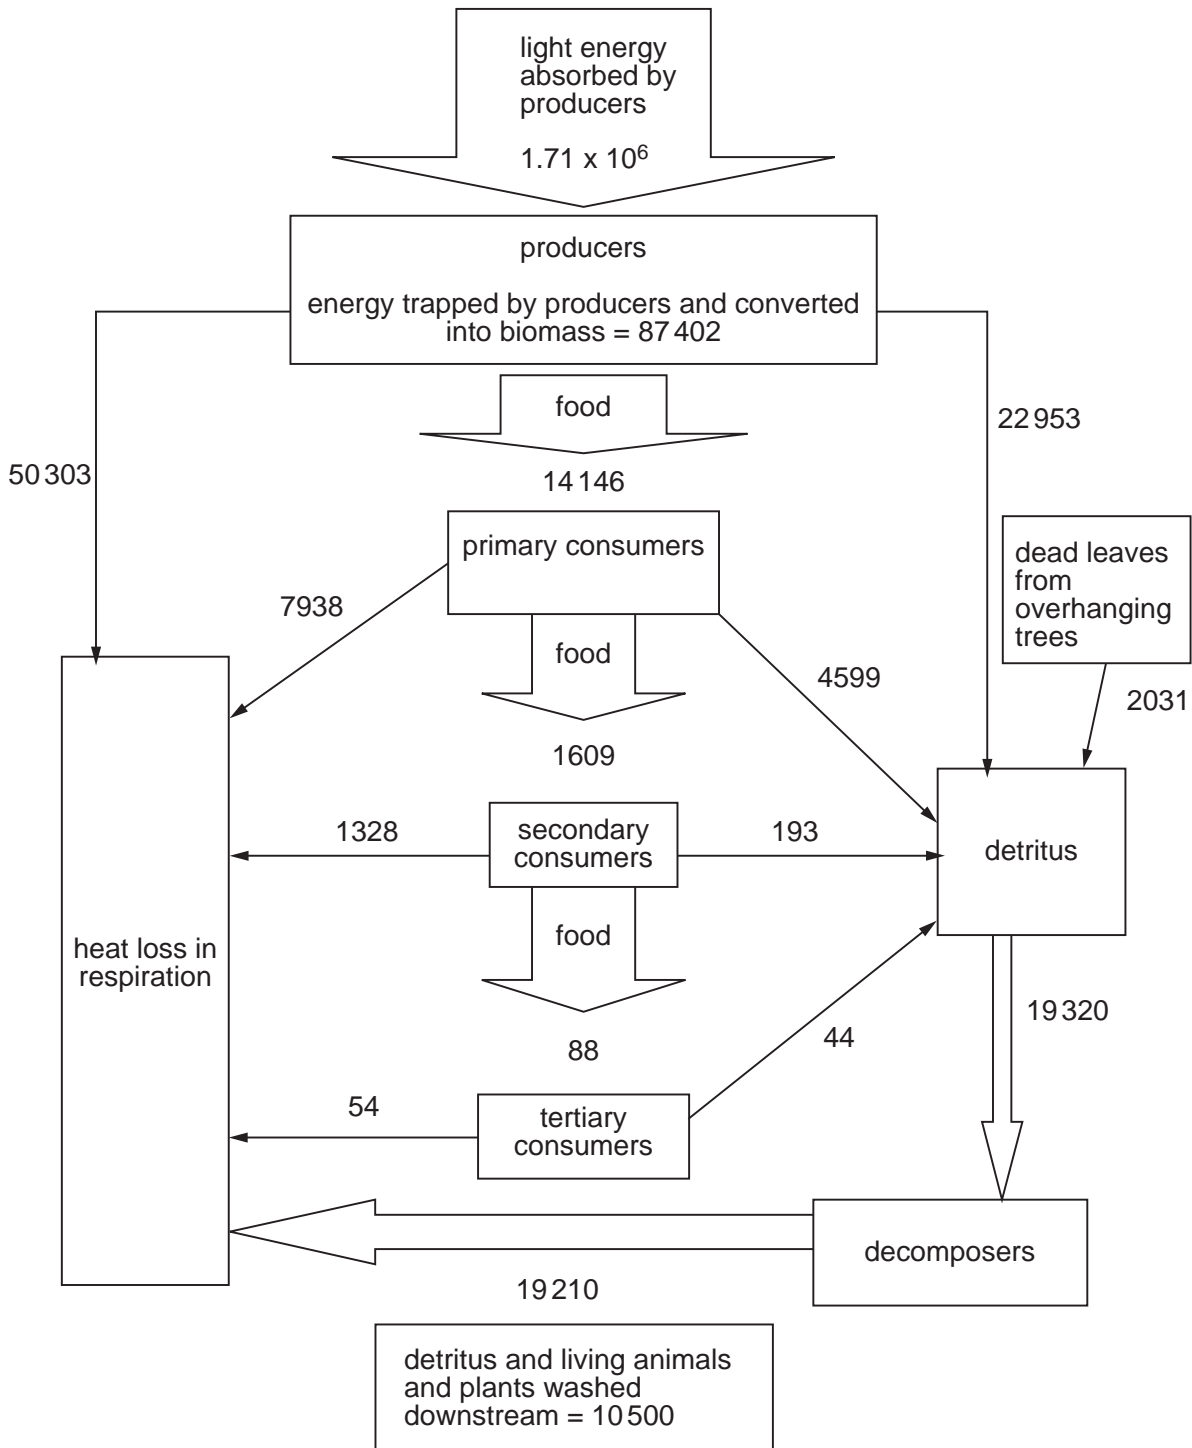 light energy
absorbed by
producers
1.71 x 10⁶
producers
energy trapped by producers and converted
into biomass = 87 402
food
22 953
50 303
14 146
primary consumers
dead leaves
from
overhanging
trees
7938
food
4599
2031
1609
1328
secondary
consumers
193
detritus
heat loss in
respiration
food
19 320
44
88
54
tertiary
consumers
decomposers
19 210
detritus and living animals
and plants washed
downstream = 10 500